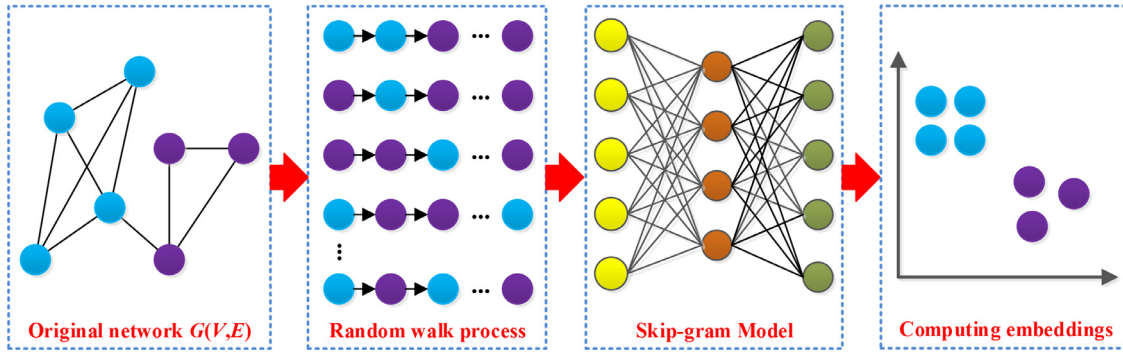 Original network G(V,E)
Random walk process
Skip-gram Model
Computing embeddings